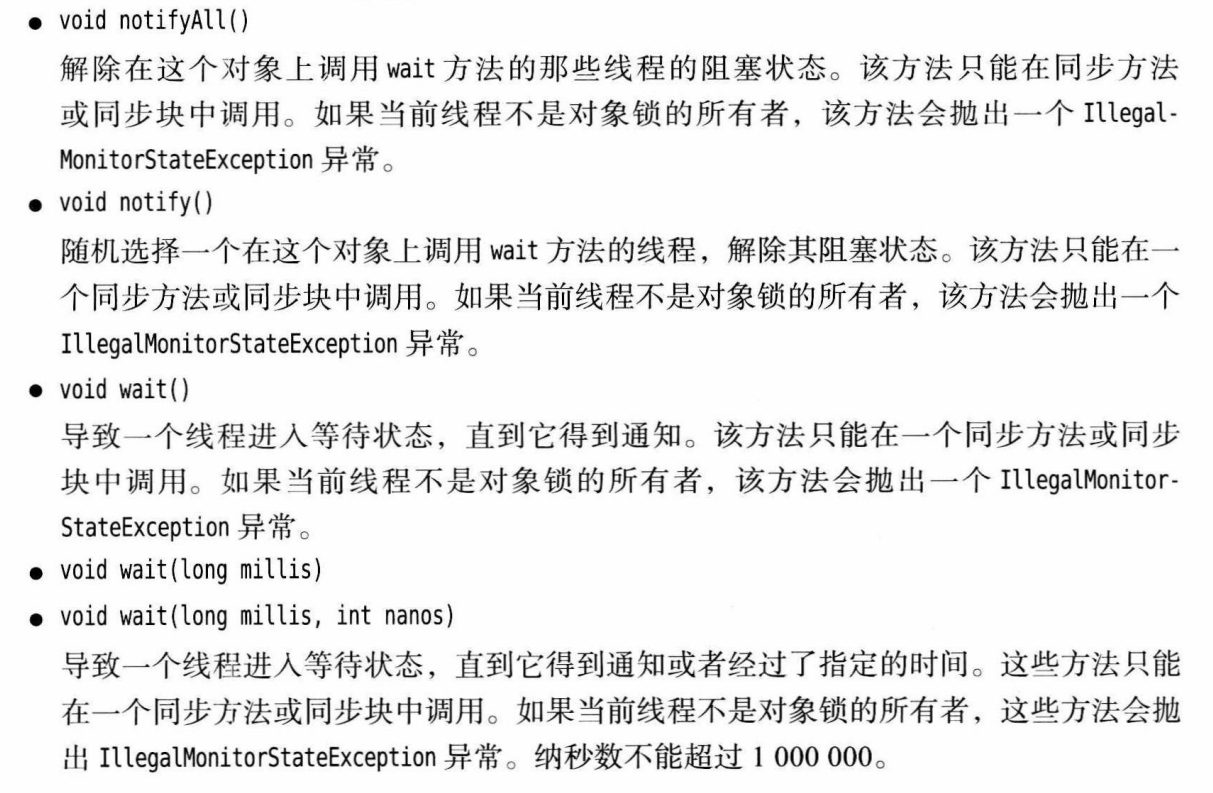 ● void notifyAll()
解除在这个对象上调用 wait 方法的那些线程的阻塞状态。该方法只能在同步方法
或同步块中调用。如果当前线程不是对象锁的所有者，该方法会抛出一个 Illegal-
MonitorStateException 异常。
● void notify()
随机选择一个在这个对象上调用 wait 方法的线程，解除其阻塞状态。该方法只能在一
个同步方法或同步块中调用。如果当前线程不是对象锁的所有者，该方法会抛出一个
IllegalMonitorStateException 异常。
● void wait()
导致一个线程进入等待状态，直到它得到通知。该方法只能在一个同步方法或同步
块中调用。如果当前线程不是对象锁的所有者，该方法会抛出一个 IllegalMonitor-
StateException 异常。
● void wait(long millis)
● void wait(long millis, int nanos)
导致一个线程进入等待状态，直到它得到通知或者经过了指定的时间。这些方法只能
在一个同步方法或同步块中调用。如果当前线程不是对象锁的所有者，这些方法会抛
出 IllegalMonitorStateException 异常。纳秒数不能超过 1 000 000。